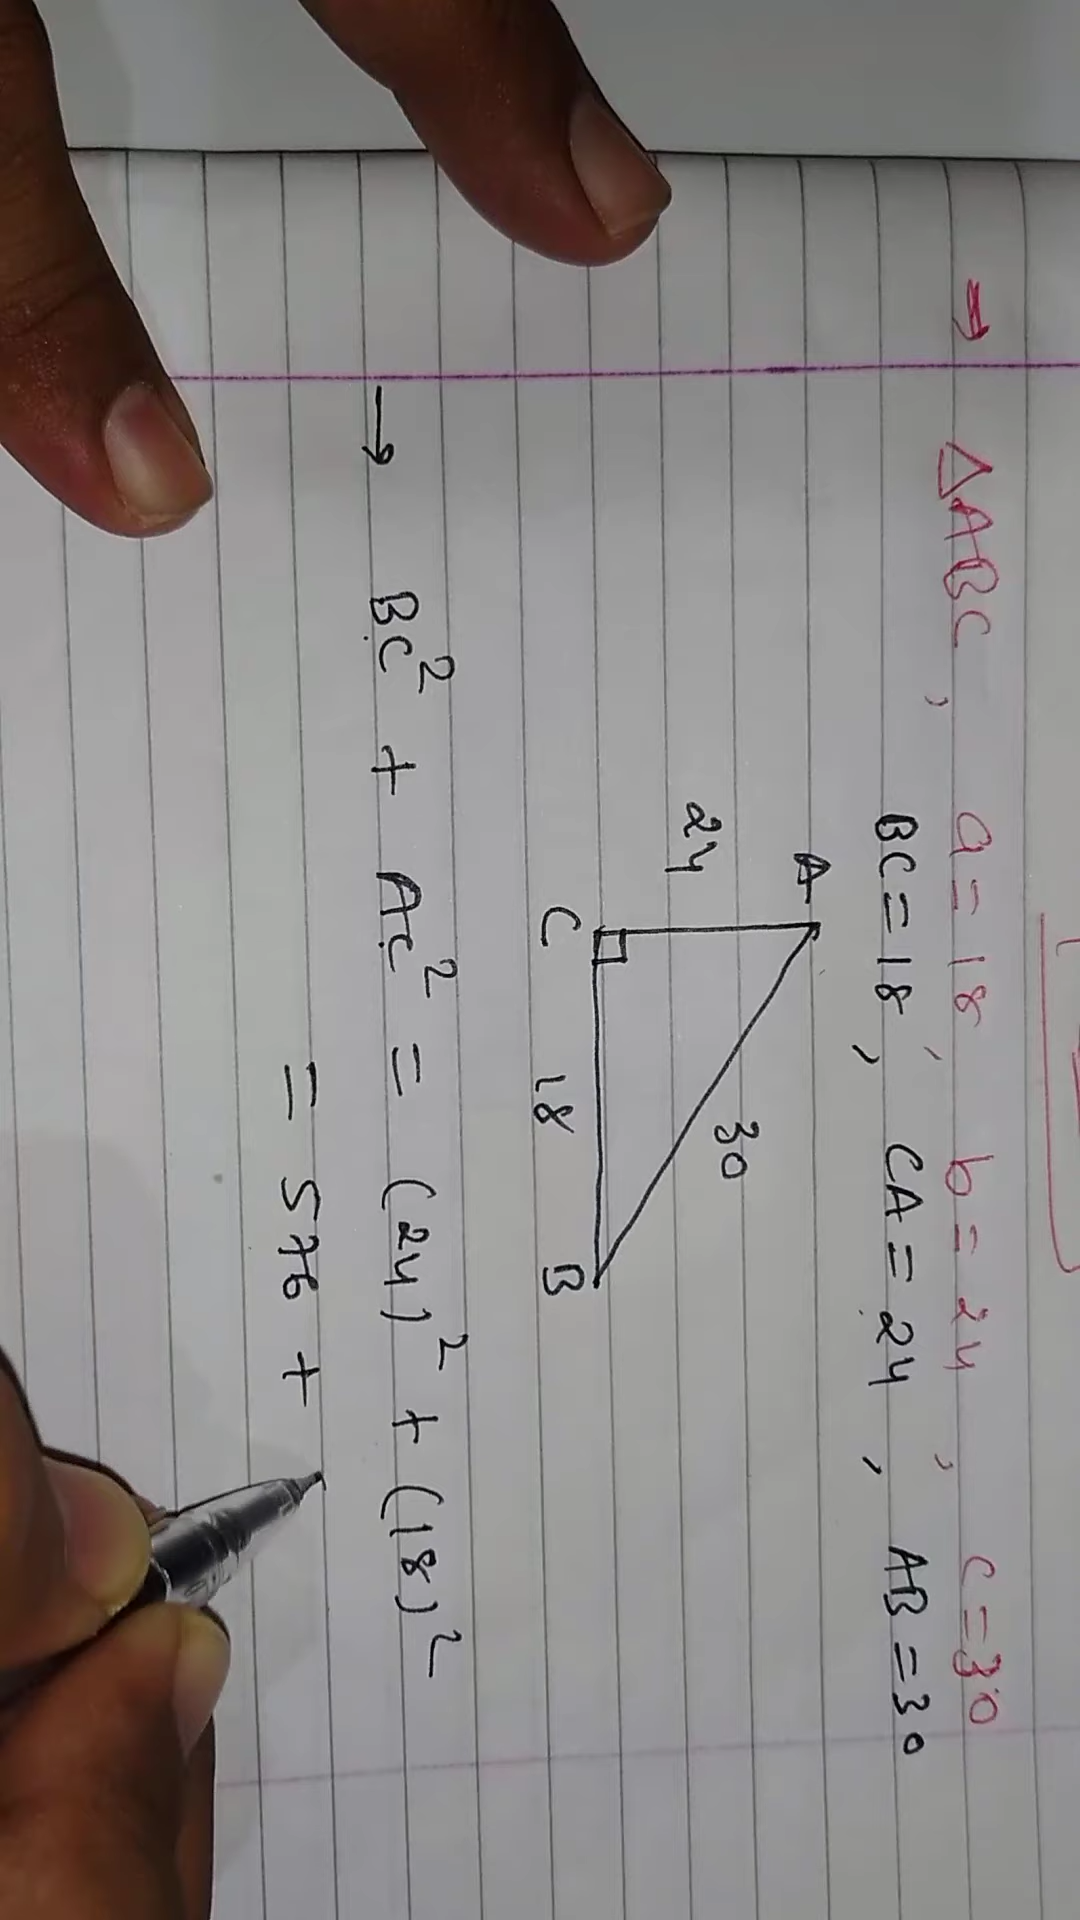 → △ABC, a=18, b=24, c=30
BC=18, CA=24, AB=30
A
24
30
C
18
B
→ BC² + AC² = (24)² + (18)²
= 576 +